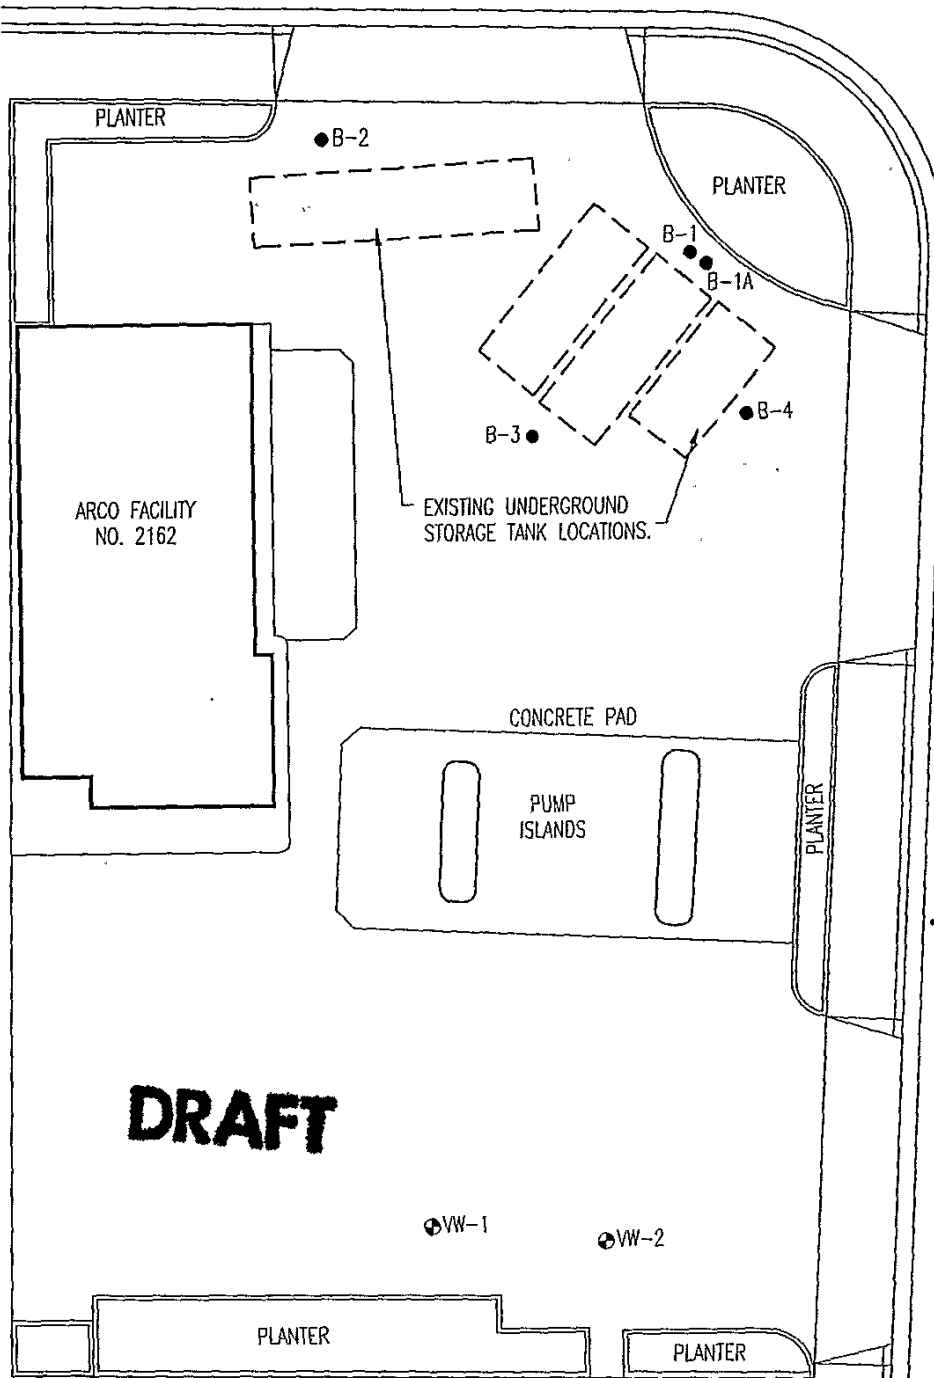 PLANTER
B-2
PLANTER
B-1
B-1A
B-4
B-3
ARCO FACILITY
NO. 2162
EXISTING UNDERGROUND
STORAGE TANK LOCATIONS.
CONCRETE PAD
PUMP
ISLANDS
PLANTER
DRAFT
VW-1
VW-2
PLANTER
PLANTER